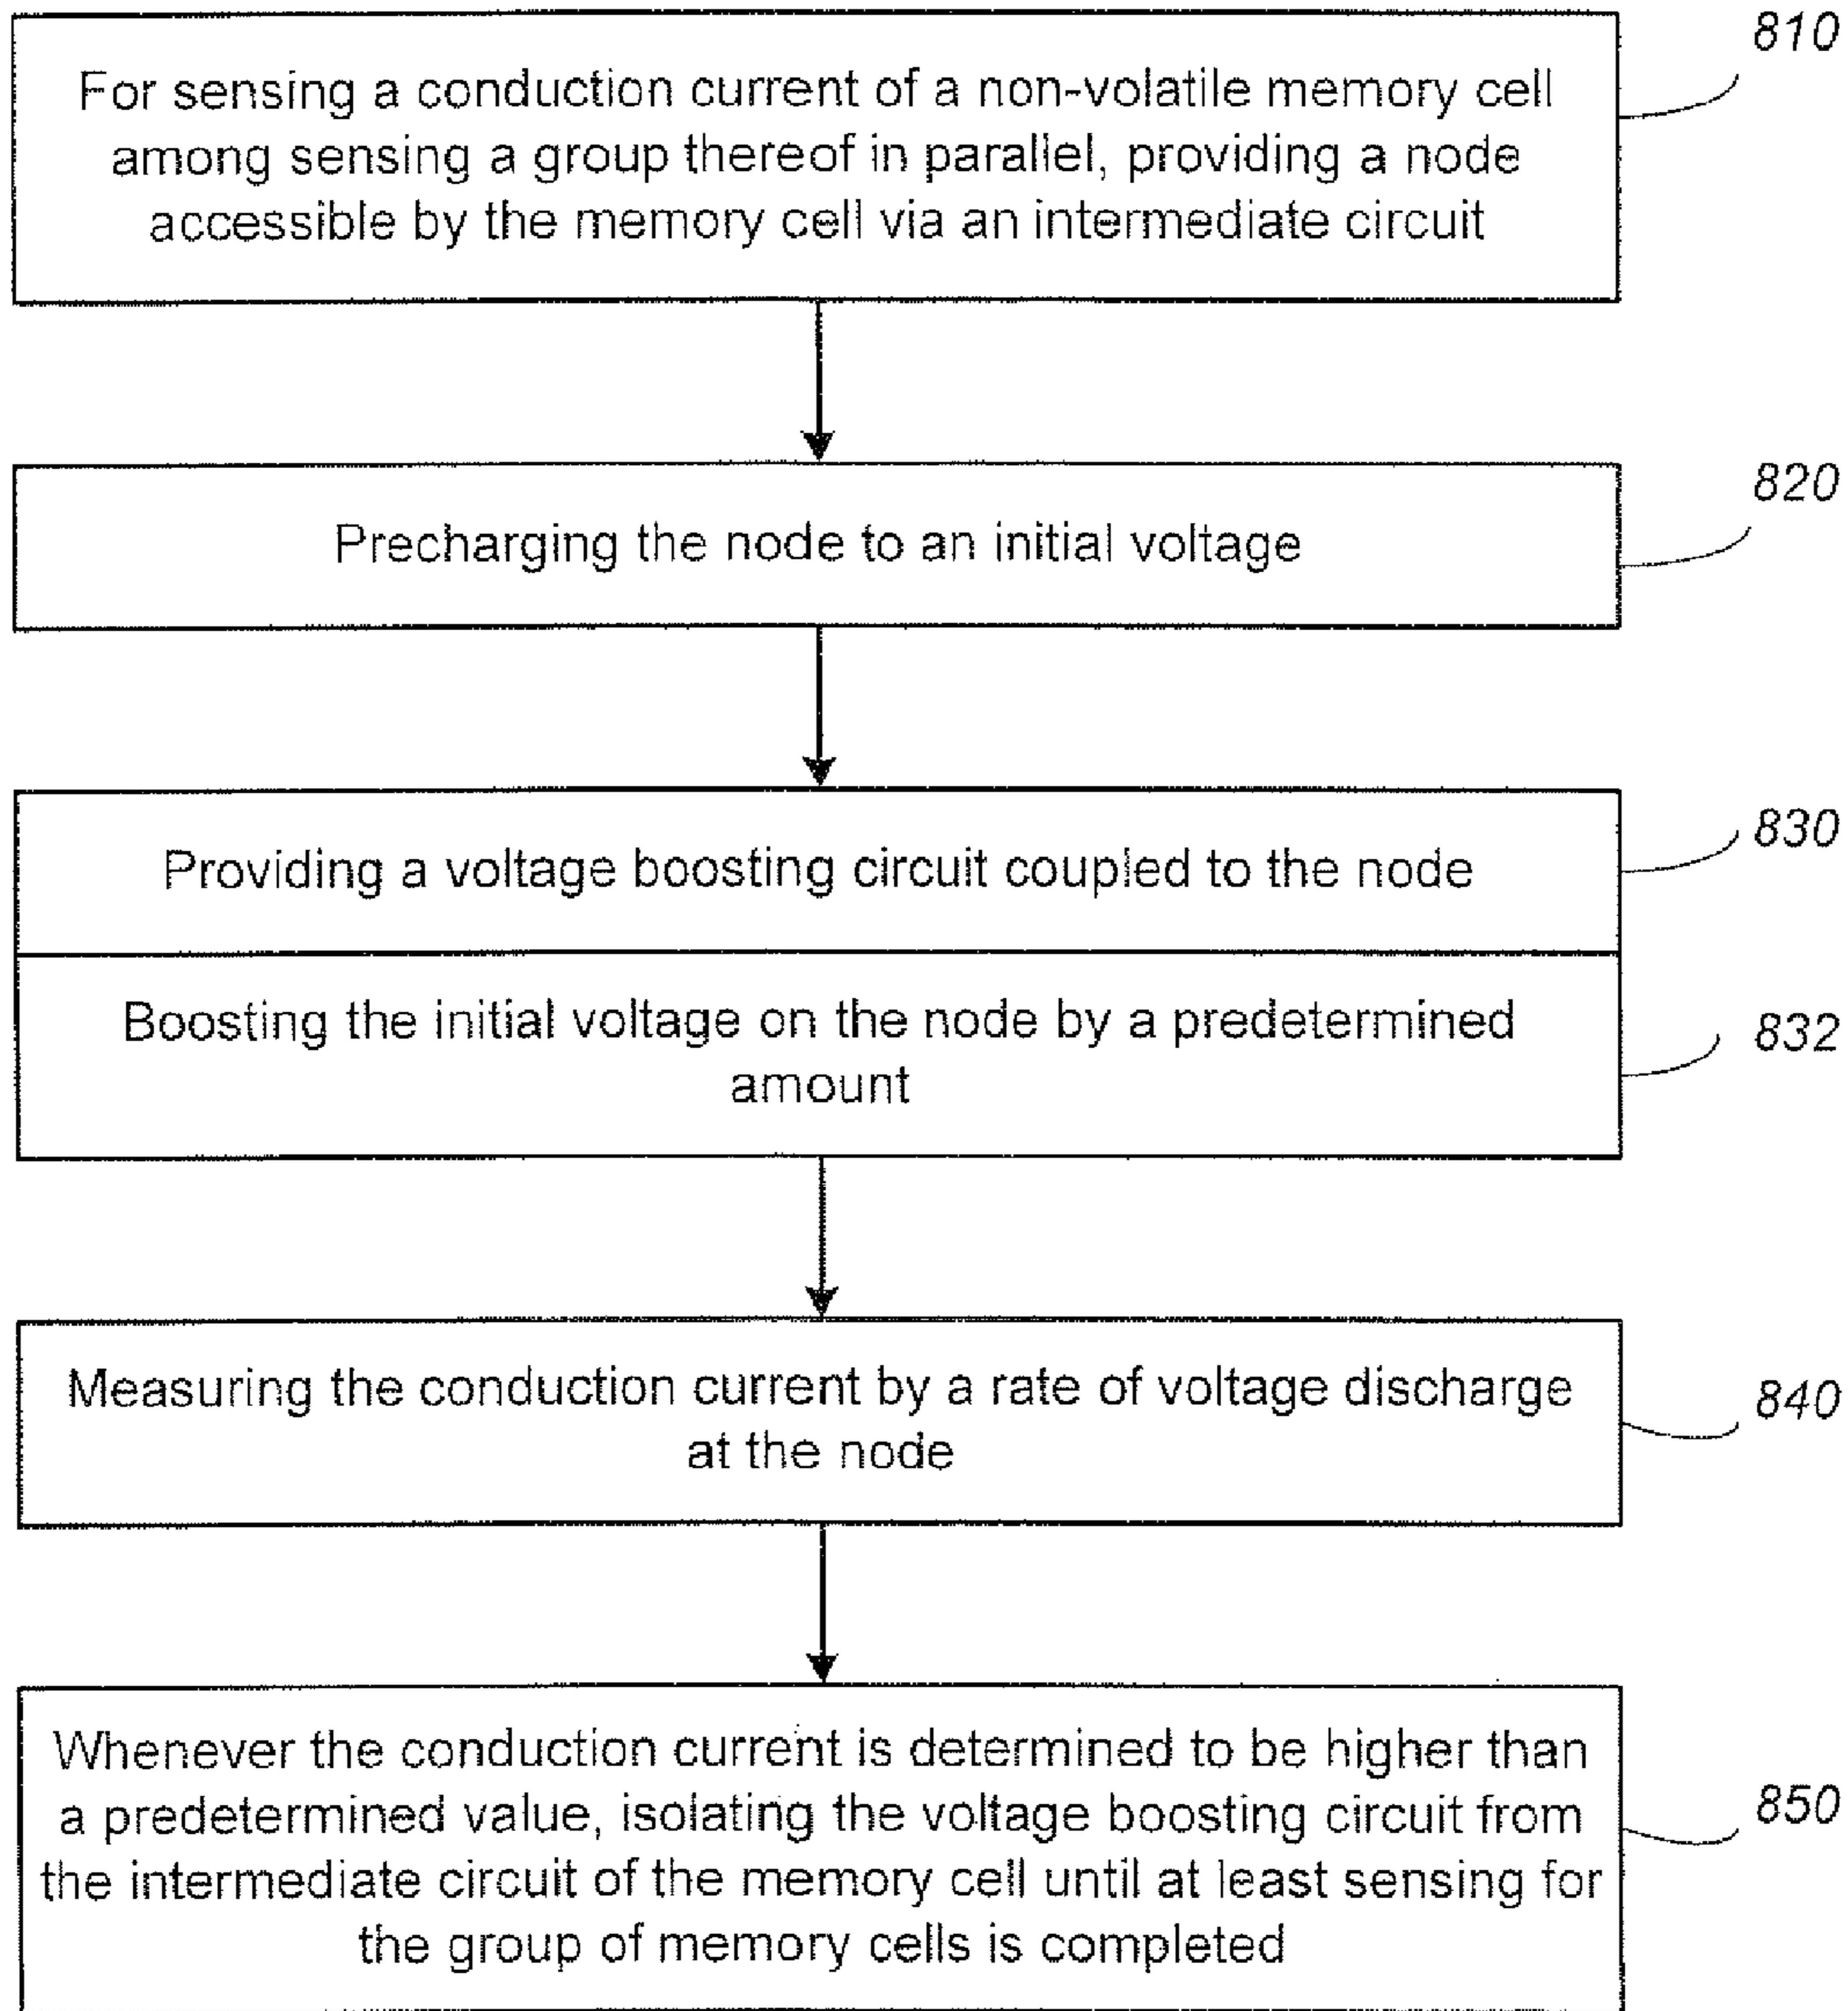 810
For sensing a conduction current of a non-volatile memory cell
among sensing a group thereof in parallel, providing a node
accessible by the memory cell via an intermediate circuit
820
Precharging the node to an initial voltage
830
Providing a voltage boosting circuit coupled to the node
Boosting the initial voltage on the node by a predetermined
amount
832
Measuring the conduction current by a rate of voltage discharge
at the node
840
Whenever the conduction current is determined to be higher than
a predetermined value, isolating the voltage boosting circuit from
the intermediate circuit of the memory cell until at least sensing for
the group of memory cells is completed
850